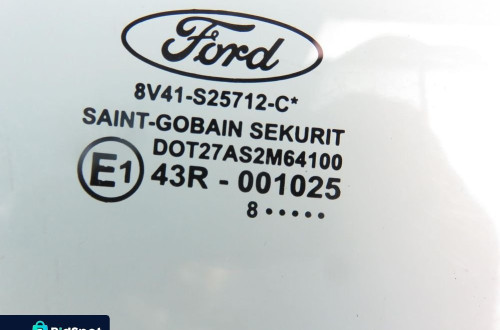 Ford
8V41-S25712-C*
SAINT-GOBAIN SEKURIT
DOT27AS2M64100
E1 43R - 001025
8 •••••